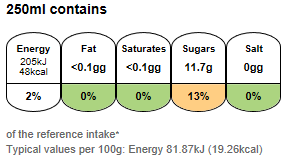 250ml contains
Energy Fat Saturates Sugars Salt
205kJ
48kcal <0.1gg <0.1gg 11.7g 0gg
2% 0% 0% 13% 0%
of the reference intake*
Typical values per 100g: Energy 81.87kJ (19.26kcal)